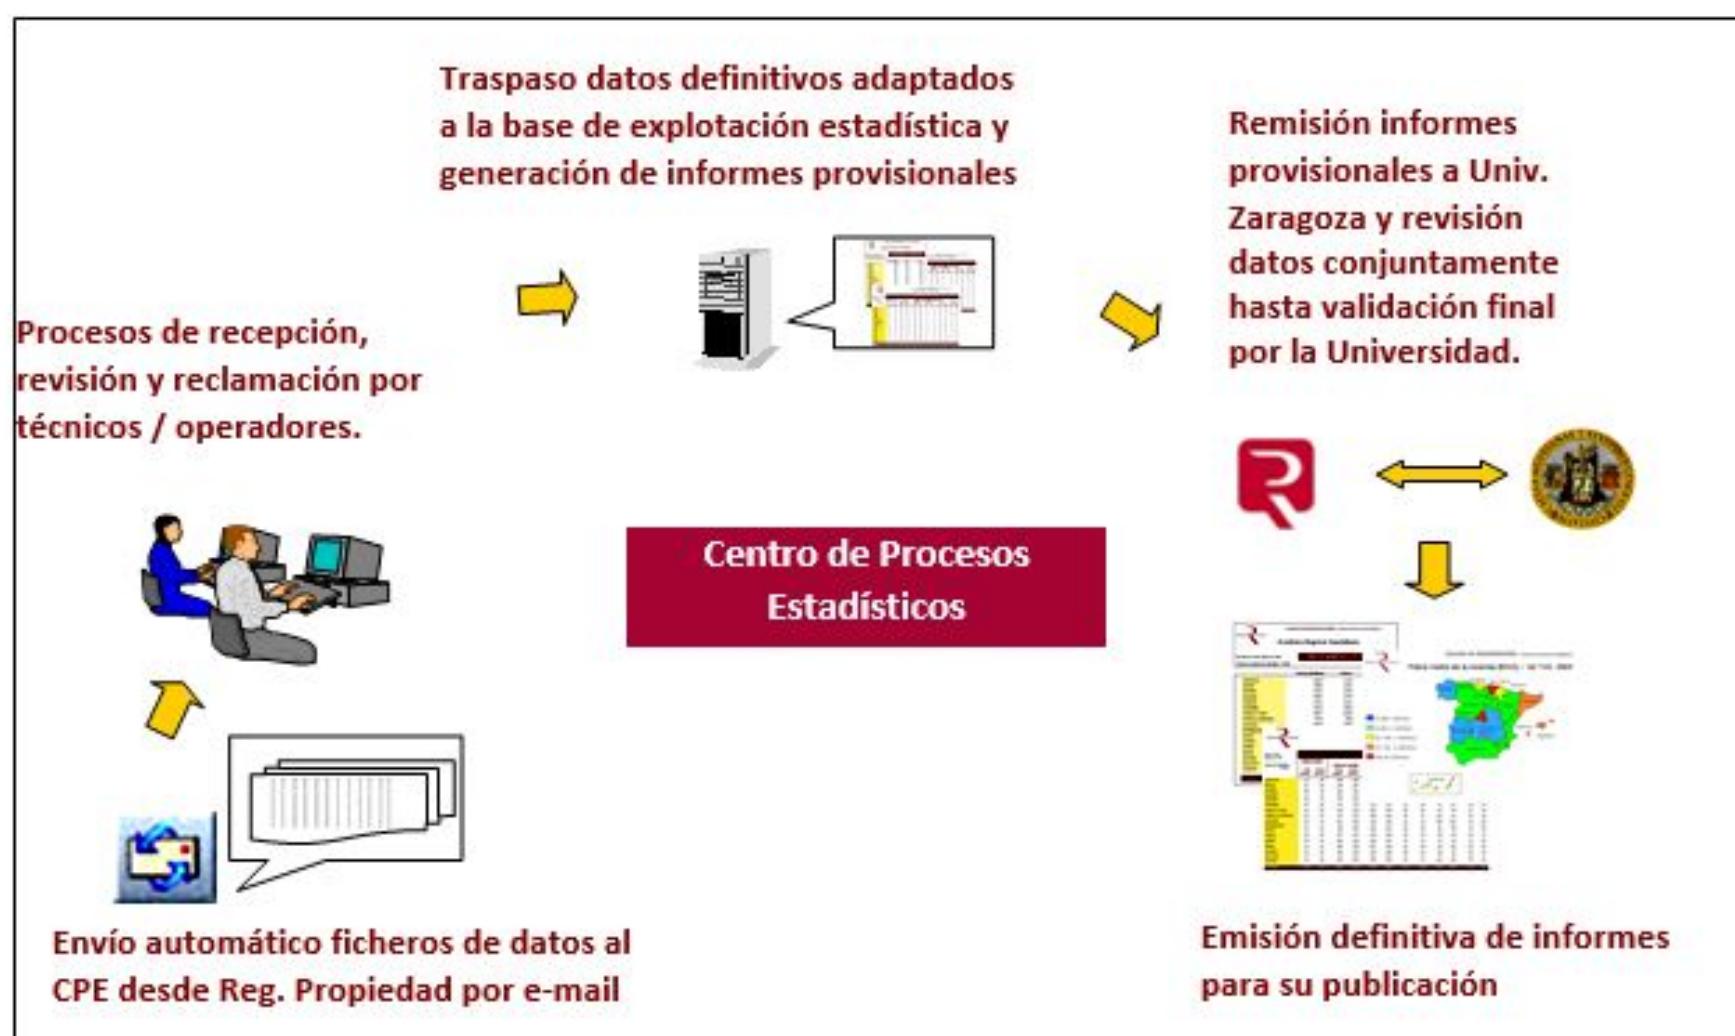 Traspaso datos definitivos adaptados
a la base de explotación estadística y
generación de informes provisionales
Remisión informes
provisionales a Univ.
Zaragoza y revisión
datos conjuntamente
hasta validación final
por la Universidad.
Procesos de recepción,
revisión y reclamación por
técnicos / operadores.
Centro de Procesos
Estadísticos
Envío automático ficheros de datos al
CPE desde Reg. Propiedad por e-mail
Emisión definitiva de informes
para su publicación